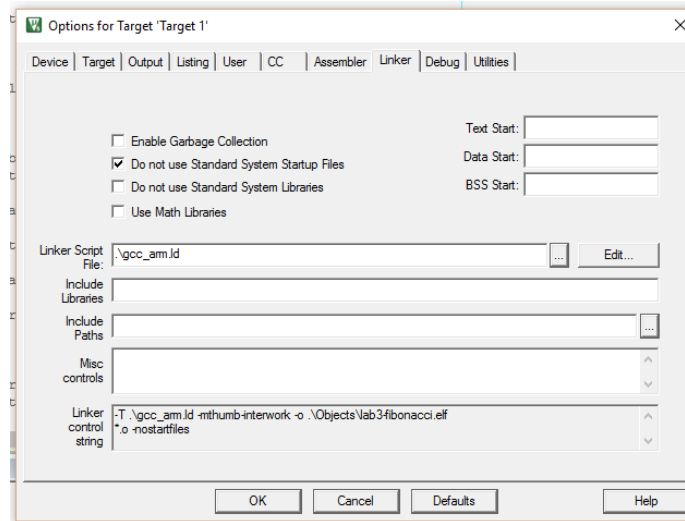 Options for Target 'Target 1'
Device Target Output Listing User CC Assembler Linker Debug Utilities
Enable Garbage Collection
Do not use Standard System Startup Files
Do not use Standard System Libraries
Use Math Libraries
Text Start:
Data Start:
BSS Start:
Linker Script
File:
.\gcc_arm.ld
...
Edit...
Include
Libraries
Include
Paths
...
Misc
controls
Linker
control
string
-T .\gcc_arm.ld -mthumb-interwork -o .\Objects\lab3-fibonacci.elf
*.o -nostartfiles
OK Cancel Defaults Help